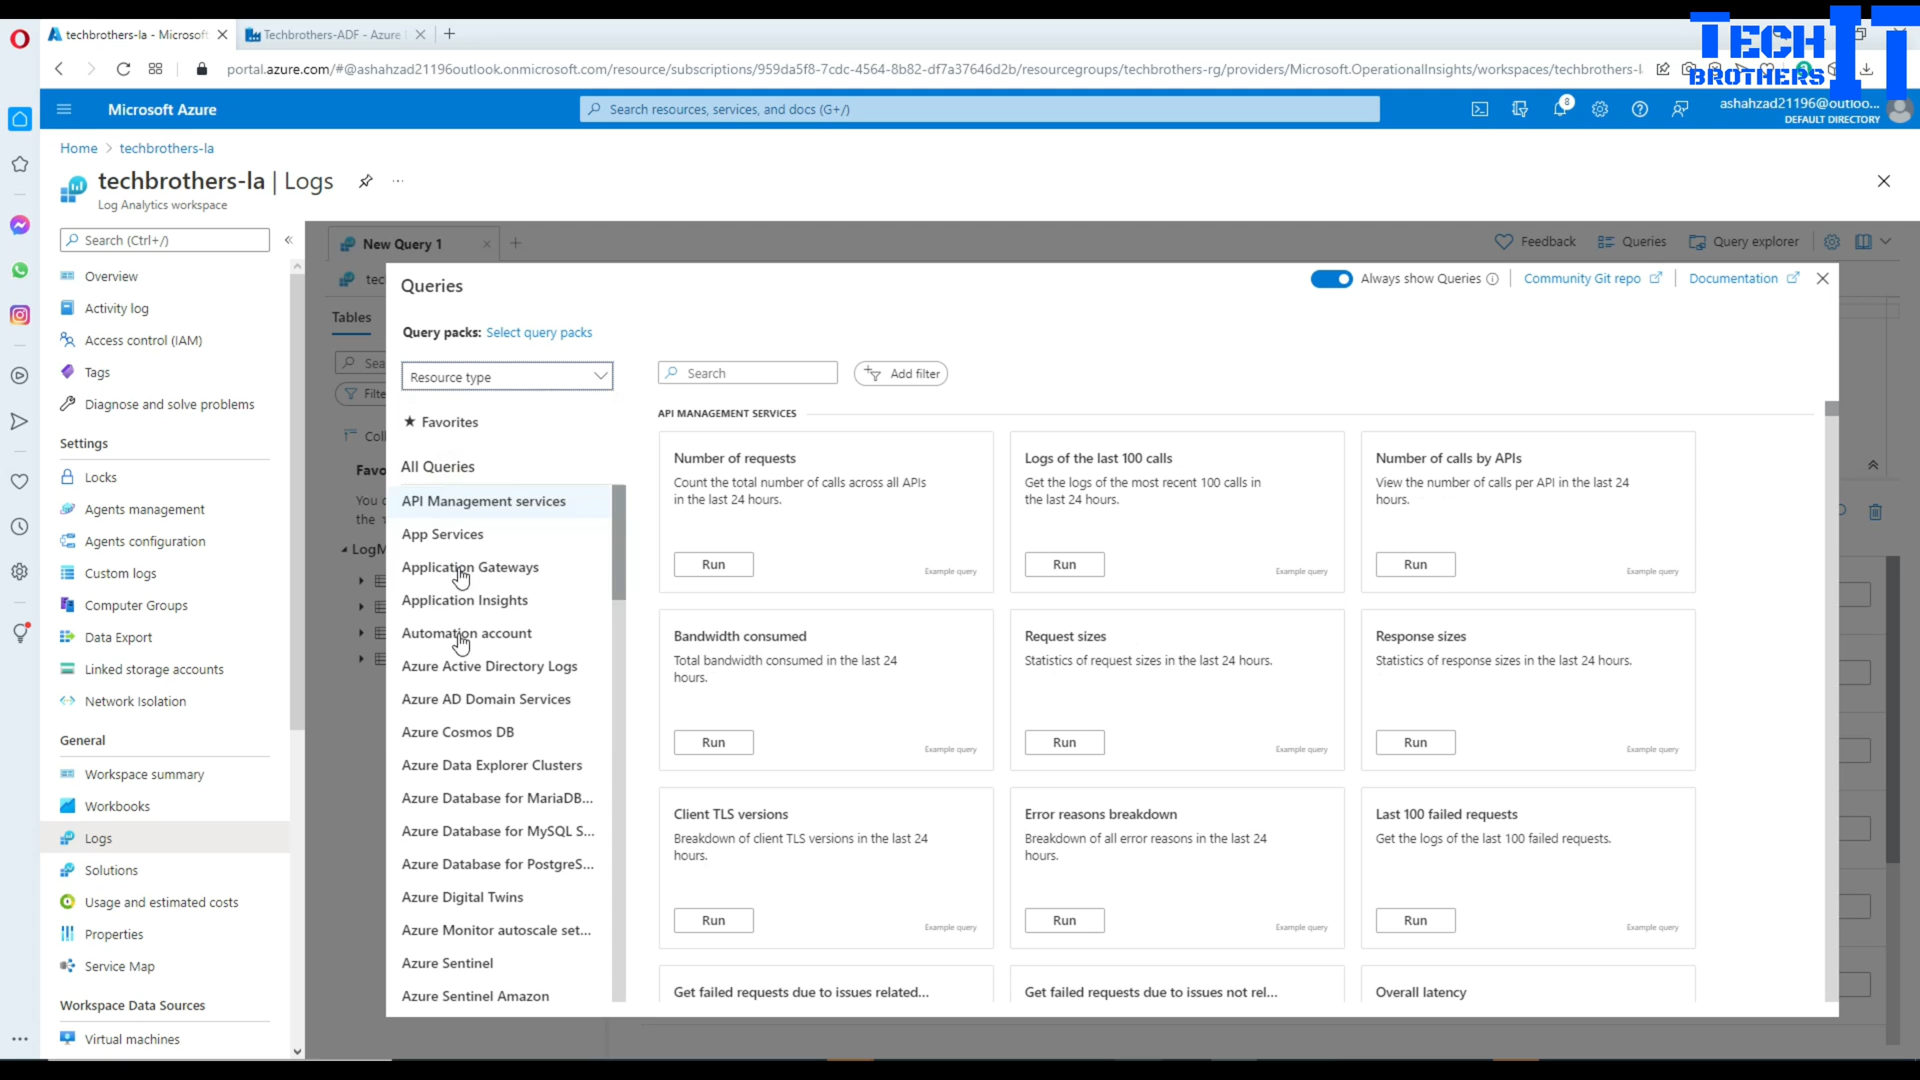 techbrothers-la - Microsoft
Techbrothers-ADF - Azure
TECH IT
BROTHERS
portal.azure.com/#@ashahzad21196outlook.onmicrosoft.com/resource/subscriptions/959da5f8-7cdc-4564-8b82-df7a37646d2b/resourcegroups/techbrothers-rg/providers/Microsoft.OperationalInsights/workspaces/techbrothers-l
Microsoft Azure
Search resources, services, and docs (G+/)
8
ashahzad21196@outloo...
DEFAULT DIRECTORY
Home > techbrothers-la
techbrothers-la | Logs
Log Analytics workspace
Search (Ctrl+/)
Overview
Activity log
Access control (IAM)
Tags
Diagnose and solve problems
Settings
Locks
Agents management
Agents configuration
Custom logs
Computer Groups
Data Export
Linked storage accounts
Network Isolation
General
Workspace summary
Workbooks
Logs
Solutions
Usage and estimated costs
Properties
Service Map
Workspace Data Sources
Virtual machines
New Query 1
Feedback
Queries
Query explorer
Tables
Queries
Always show Queries
Community Git repo
Documentation
Query packs: Select query packs
Resource type
Search
Add filter
Favorites
All Queries
API Management services
App Services
Application Gateways
Application Insights
Automation account
Azure Active Directory Logs
Azure AD Domain Services
Azure Cosmos DB
Azure Data Explorer Clusters
Azure Database for MariaDB...
Azure Database for MySQL S...
Azure Database for PostgreS...
Azure Digital Twins
Azure Monitor autoscale set...
Azure Sentinel
Azure Sentinel Amazon
API MANAGEMENT SERVICES
Number of requests
Count the total number of calls across all APIs
in the last 24 hours.
Run
Example query
Logs of the last 100 calls
Get the logs of the most recent 100 calls in
the last 24 hours.
Run
Example query
Number of calls by APIs
View the number of calls per API in the last 24
hours.
Run
Example query
Bandwidth consumed
Total bandwidth consumed in the last 24
hours.
Run
Example query
Request sizes
Statistics of request sizes in the last 24 hours.
Run
Example query
Response sizes
Statistics of response sizes in the last 24 hours.
Run
Example query
Client TLS versions
Breakdown of client TLS versions in the last 24
hours.
Run
Example query
Error reasons breakdown
Breakdown of all error reasons in the last 24
hours.
Run
Example query
Last 100 failed requests
Get the logs of the last 100 failed requests.
Run
Example query
Get failed requests due to issues related...
Get failed requests due to issues not rel...
Overall latency